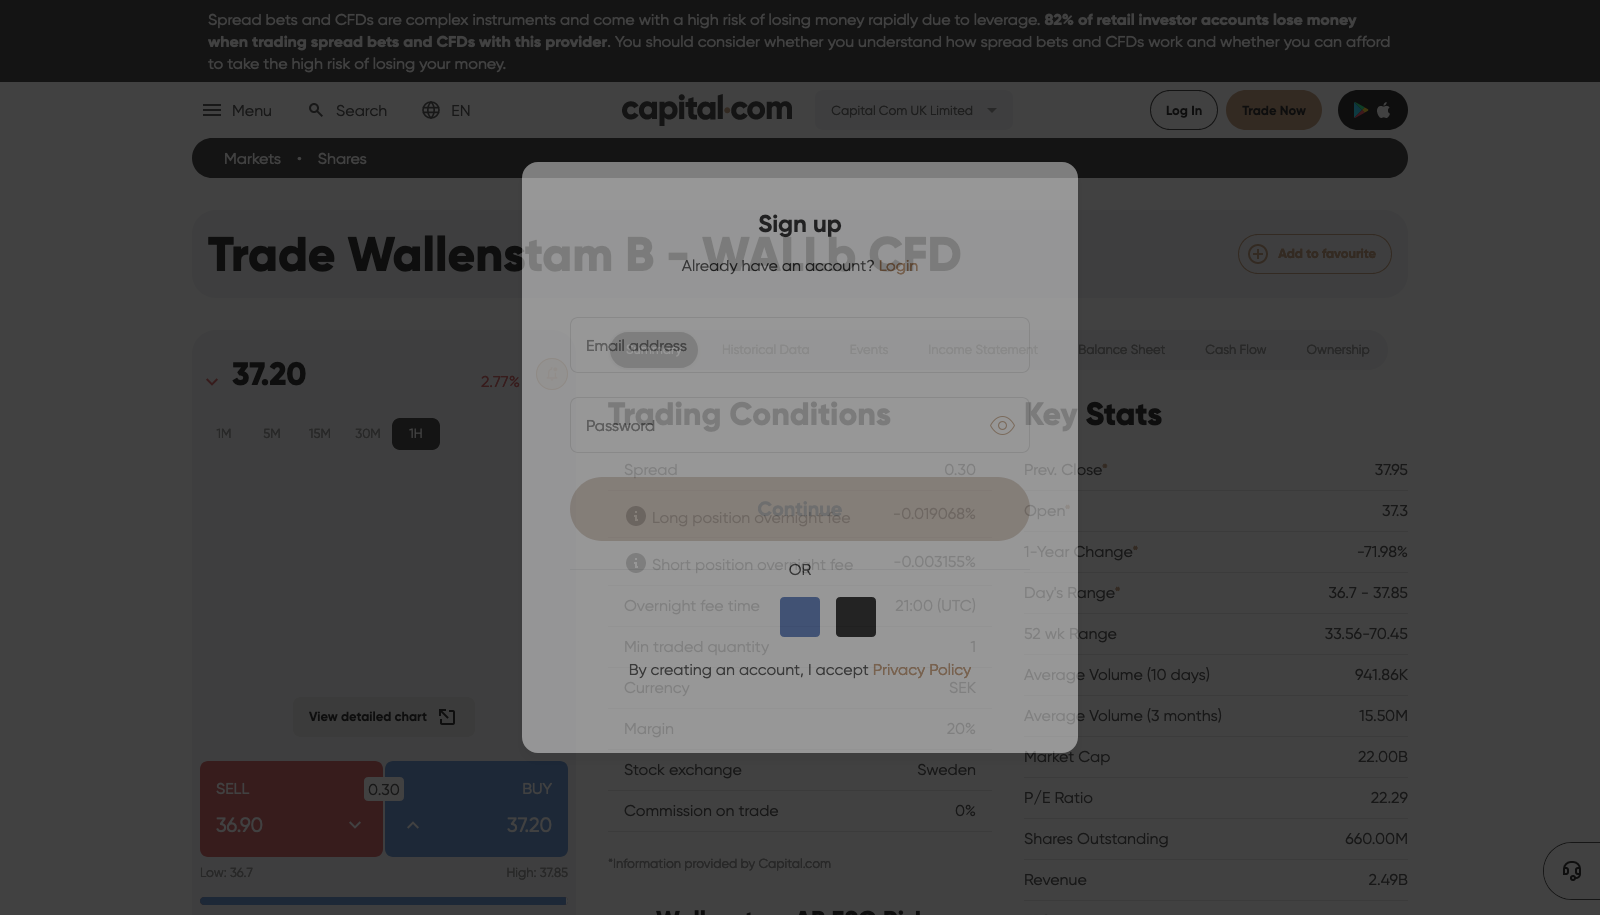 Spread bets and CFDs are complex instruments and come with a high risk of losing money rapidly due to leverage. 82% of retail investor accounts lose money
when trading spread bets and CFDs with this provider. You should consider whether you understand how spread bets and CFDs work and whether you can afford
to take the high risk of losing your money.
Menu Search EN capital.com Capital Com UK Limited Log In Trade Now
Markets • Shares
Trade Wallenstam B - WALLb CFD
Add to favourite
Sign up
Already have an account? Login
Email address
Password
Continue
OR
By creating an account, I accept Privacy Policy
37.20
2.77%
1M 5M 15M 30M 1H
View detailed chart
SELL
36.90
0.30
BUY
37.20
Low: 36.7
High: 37.85
Summary Historical Data Events Income Statement Balance Sheet Cash Flow Ownership
Trading Conditions
Spread 0.30
Long position overnight fee -0.019068%
Short position overnight fee -0.003155%
Overnight fee time 21:00 (UTC)
Min traded quantity 1
Currency SEK
Margin 20%
Stock exchange Sweden
Commission on trade 0%
*Information provided by Capital.com
Key Stats
Prev. Close* 37.95
Open* 37.3
1-Year Change* -71.98%
Day's Range* 36.7 - 37.85
52 wk Range 33.56-70.45
Average Volume (10 days) 941.86K
Average Volume (3 months) 15.50M
Market Cap 22.00B
P/E Ratio 22.29
Shares Outstanding 660.00M
Revenue 2.49B